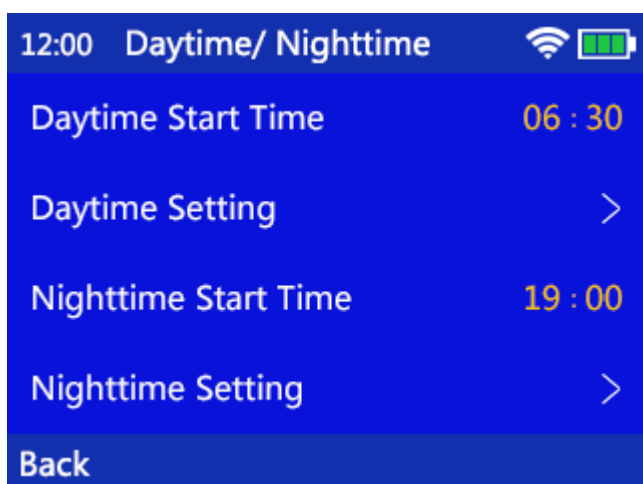 12:00 Daytime/ Nighttime
Daytime Start Time 06 : 30
Daytime Setting >
Nighttime Start Time 19 : 00
Nighttime Setting >
Back